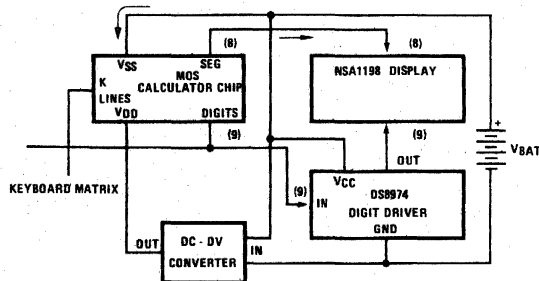 (8)
(8)
VSS
SEG
MOS
CALCULATOR CHIP
K
LINES
VDD
DIGITS
NSA1198 DISPLAY
(9)
(9)
OUT
+
VBAT
KEYBOARD MATRIX
(9)
IN
VCC
DS8974
DIGIT DRIVER
GND
OUT
DC - DV
CONVERTER
IN